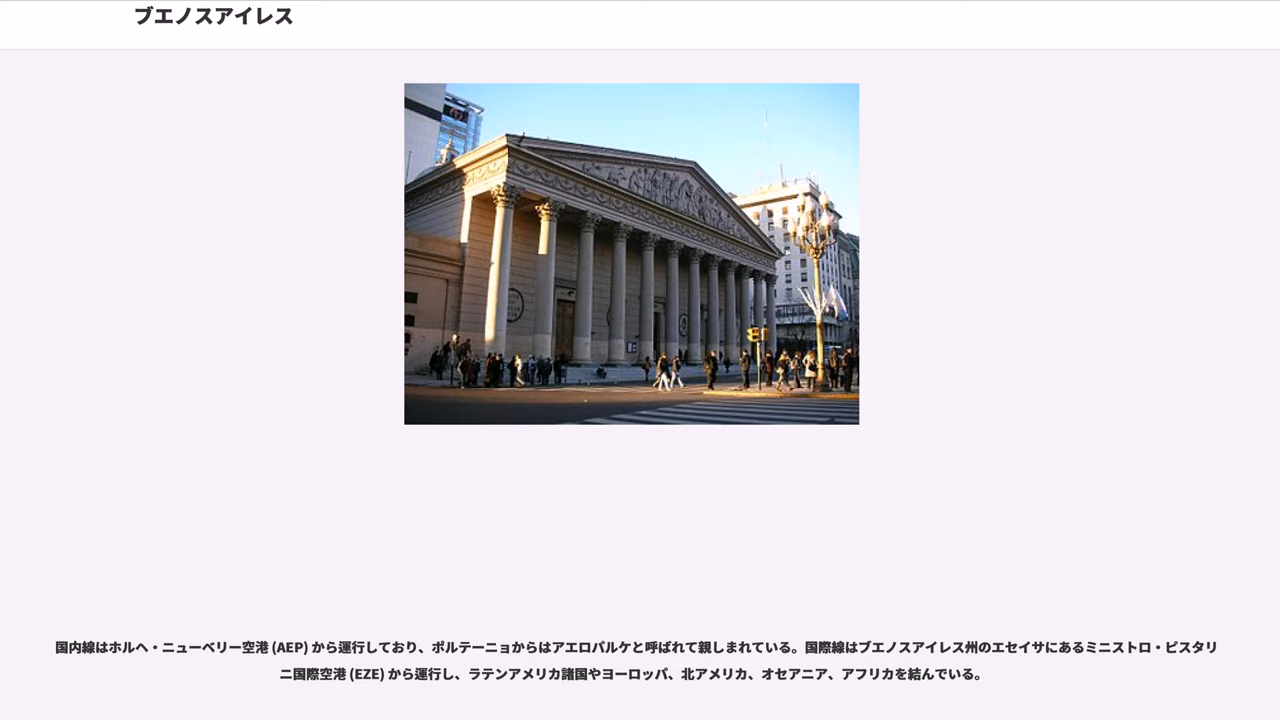 ブエノスアイレス
国内線はホルヘ・ニューベリー空港 (AEP) から運行しており、ポルテーニョからはアエロパルケと呼ばれて親しまれている。国際線はブエノスアイレス州のエセイサにあるミニストロ・ピスタリ
ニ国際空港 (EZE) から運行し、ラテンアメリカ諸国やヨーロッパ、北アメリカ、オセアニア、アフリカを結んでいる。